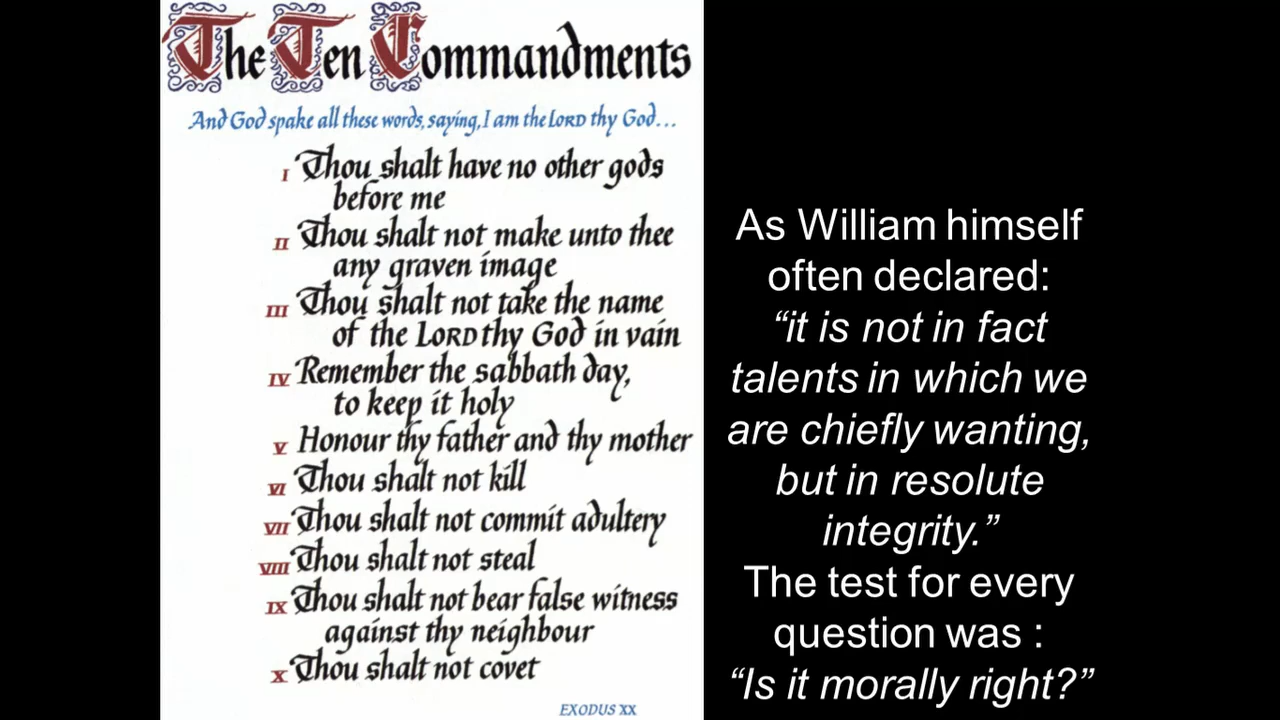 The Ten Commandments
And God spake all these words, saying, I am the LORD thy God...
I Thou shalt have no other gods
before me
II Thou shalt not make unto thee
any graven image
III Thou shalt not take the name
of the LORD thy God in vain
IV Remember the sabbath day,
to keep it holy
V Honour thy father and thy mother
VI Thou shalt not kill
VII Thou shalt not commit adultery
VIII Thou shalt not steal
IX Thou shalt not bear false witness
against thy neighbour
X Thou shalt not covet
EXODUS XX
As William himself
often declared:
“it is not in fact
talents in which we
are chiefly wanting,
but in resolute
integrity.”
The test for every
question was :
“Is it morally right?”